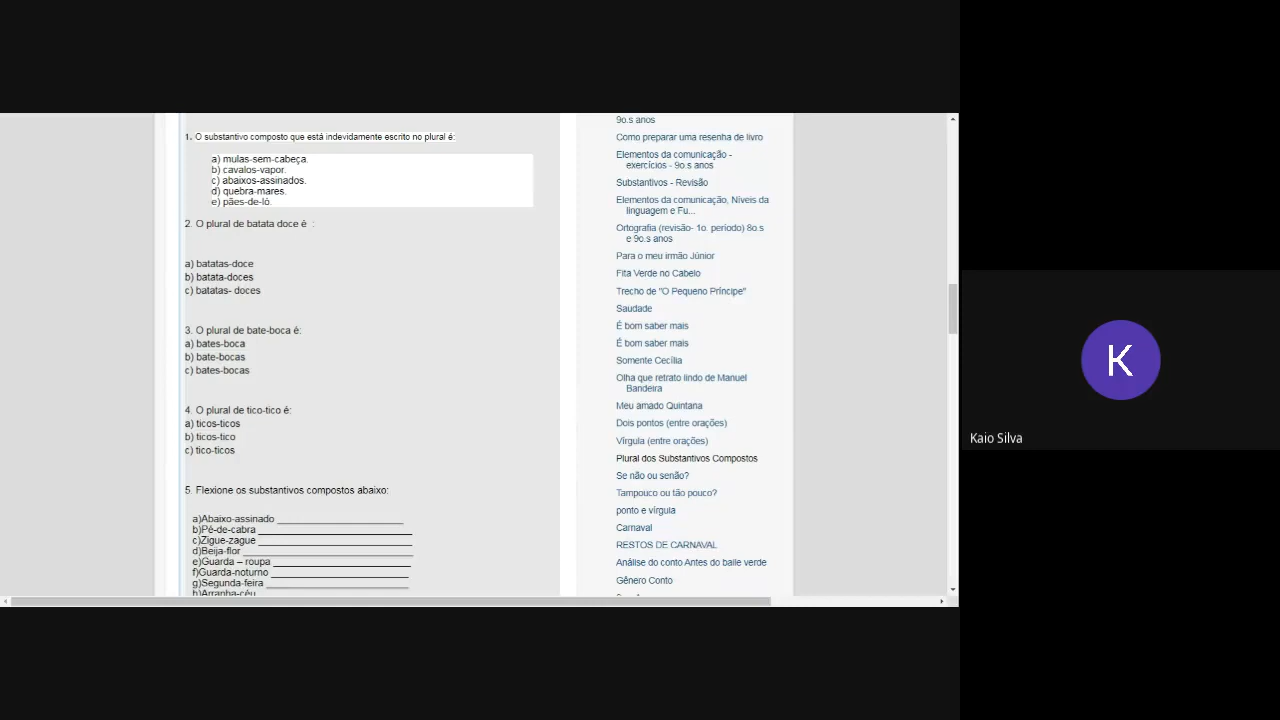 1. O substantivo composto que está indevidamente escrito no plural é:
a) mulas-sem-cabeça.
b) cavalos-vapor.
c) abaixos-assinados.
d) quebra-mares.
e) pães-de-ló.
2. O plural de batata doce é :
a) batatas-doce
b) batata-doces
c) batatas- doces
3. O plural de bate-boca é:
a) bates-boca
b) bate-bocas
c) bates-bocas
4. O plural de tico-tico é:
a) ticos-ticos
b) ticos-tico
c) tico-ticos
5. Flexione os substantivos compostos abaixo:
a)Abaixo-assinado ____________________
b)Pé-de-cabra ____________________
c)Zigue-zague ____________________
d)Beija-flor ____________________
e)Guarda – roupa ____________________
f)Guarda-noturno ____________________
g)Segunda-feira ____________________
h)Arranha-céu
9o.s anos
Como preparar uma resenha de livro
Elementos da comunicação -
exercícios - 9o.s anos
Substantivos - Revisão
Elementos da comunicação, Níveis da
linguagem e Fu...
Ortografia (revisão- 1o. período) 8o.s
e 9o.s anos
Para o meu irmão Júnior
Fita Verde no Cabelo
Trecho de "O Pequeno Príncipe"
Saudade
É bom saber mais
É bom saber mais
Somente Cecília
Olha que retrato lindo de Manuel
Bandeira
Meu amado Quintana
Dois pontos (entre orações)
Vírgula (entre orações)
Plural dos Substantivos Compostos
Se não ou senão?
Tampouco ou tão pouco?
ponto e vírgula
Carnaval
RESTOS DE CARNAVAL
Análise do conto Antes do baile verde
Gênero Conto
K
Kaio Silva